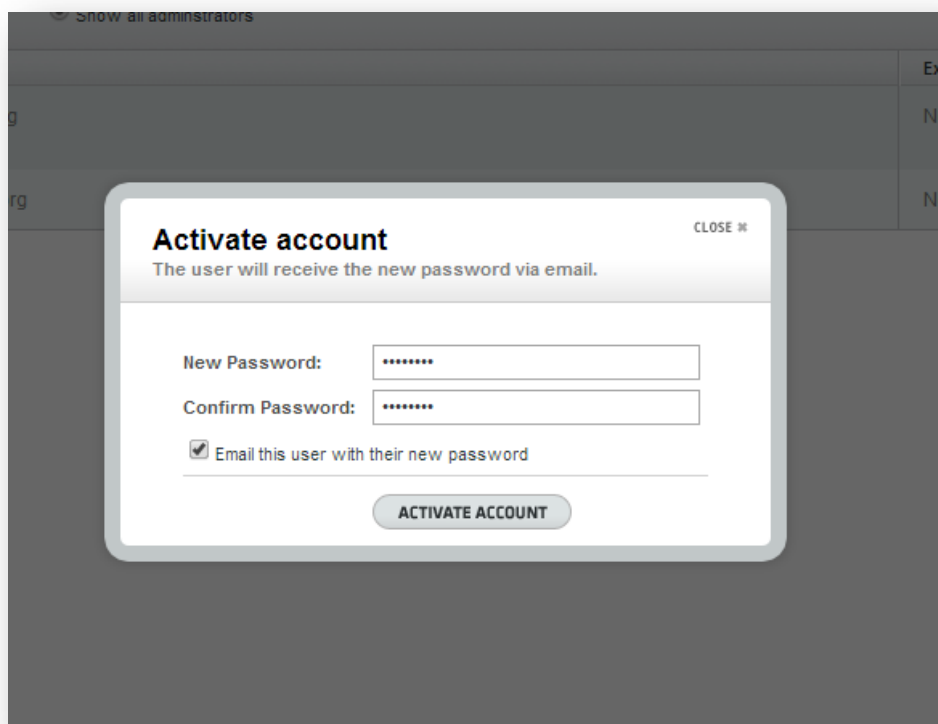 Show all adminstrators
Ex
g
N
rg
N
Activate account
CLOSE ✖
The user will receive the new password via email.
New Password: ••••••••
Confirm Password: ••••••••
Email this user with their new password
ACTIVATE ACCOUNT